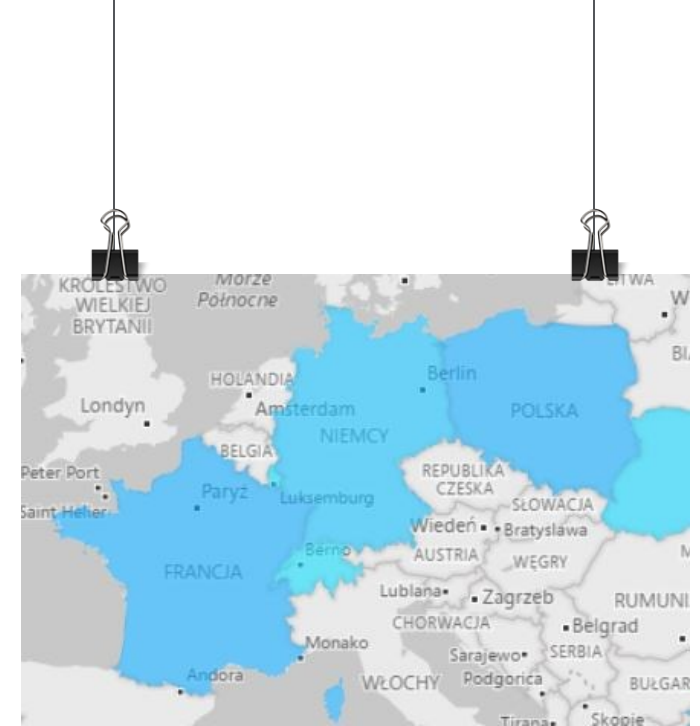 LITWA
KRÓLESTWO
WIELKIEJ
BRYTANII
Morze
Północne
HOLANDIA
Amsterdam
Berlin
Londyn
POLSKA
NIEMCY
BELGIA
Peter Port
Saint Helier
Paryż
Luksemburg
REPUBLIKA
CZESKA
SŁOWACJA
Wiedeń
Bratysława
AUSTRIA
WĘGRY
Berno
FRANCJA
Lublana
Zagrzeb
RUMUNI
CHORWACJA
Belgrad
Monako
Sarajewo
SERBIA
Andora
WŁOCHY
Podgorica
BUŁGAR
Tirana
Skopie